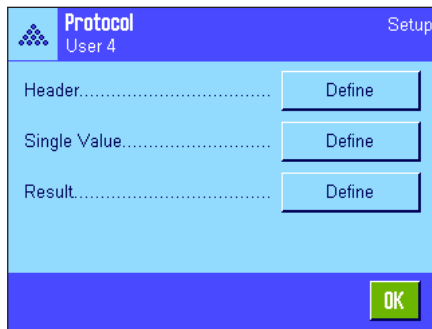 Protocol
Setup
User 4
Header................................... Define
Single Value............................ Define
Result..................................... Define
OK